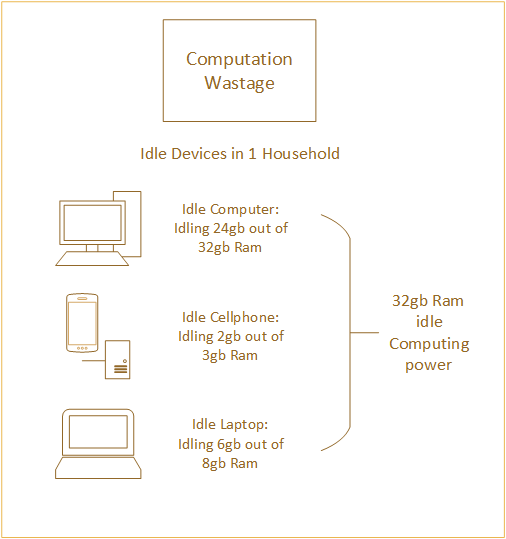 Computation
Wastage
Idle Devices in 1 Household
Idle Computer:
Idling 24gb out of
32gb Ram
Idle Cellphone:
Idling 2gb out of
3gb Ram
Idle Laptop:
Idling 6gb out of
8gb Ram
32gb Ram
idle
Computing
power